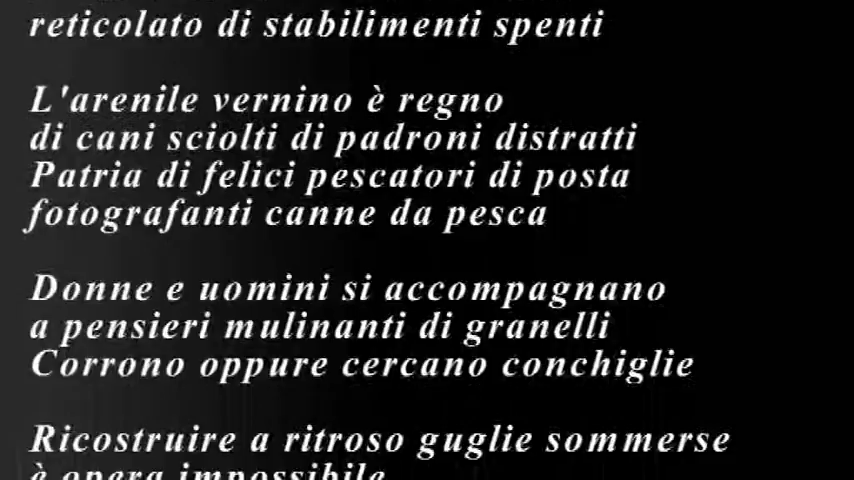 reticolato di stabilimenti spenti
L'arenile vernino è regno
di cani sciolti di padroni distratti
Patria di felici pescatori di posta
fotografanti canne da pesca
Donne e uomini si accompagnano
a pensieri mulinanti di granelli
Corrono oppure cercano conchiglie
Ricostruire a ritroso guglie sommerse
è opera impossibile